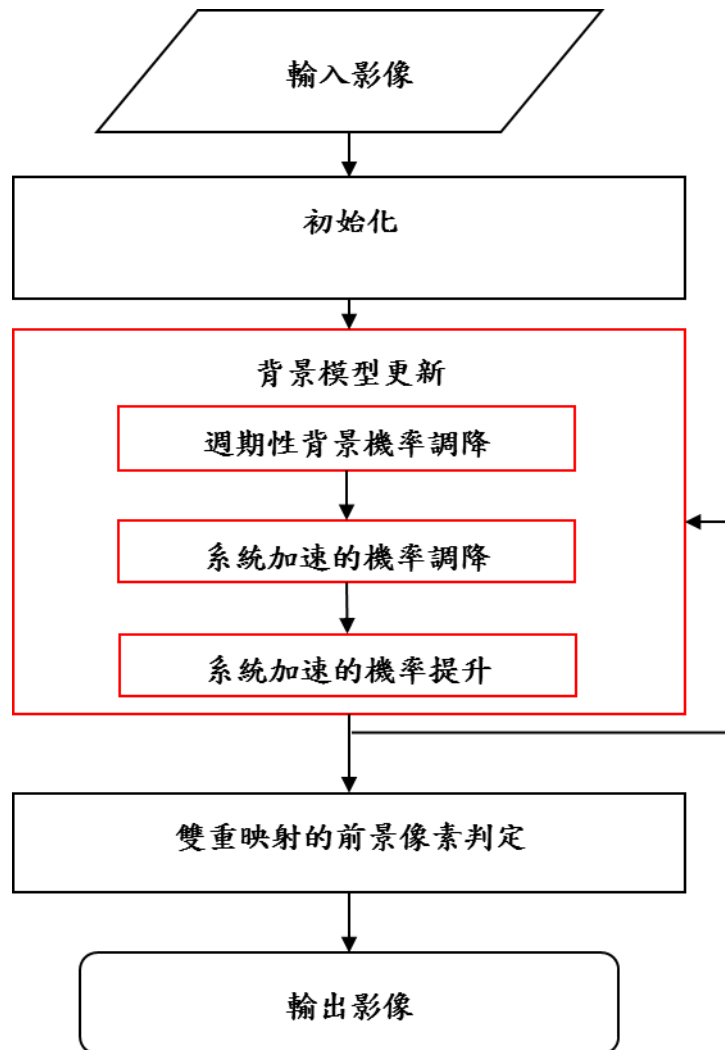 輸入影像
初始化
背景模型更新
週期性背景機率調降
系統加速的機率調降
系統加速的機率提升
雙重映射的前景像素判定
輸出影像